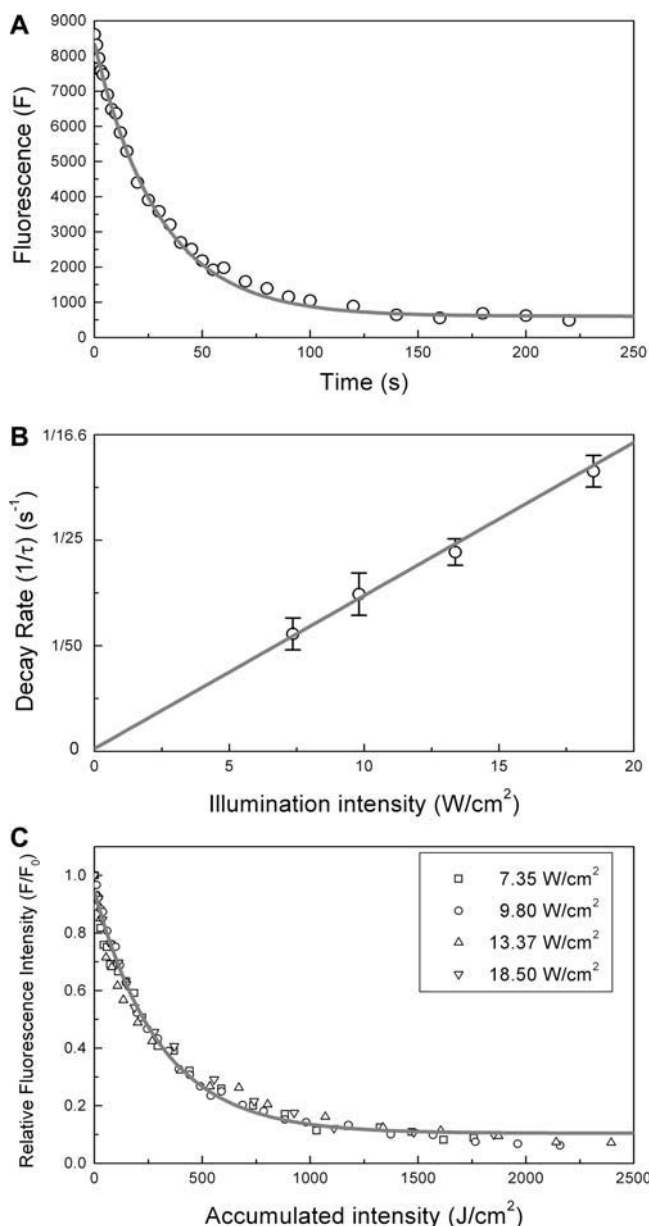 A
9000
8000
7000
6000
5000
4000
3000
2000
1000
0
Fluorescence (F)
0 50 100 150 200 250
Time (s)
B
1/16.6
1/25
1/50
0
Decay Rate (1/τ) (s⁻¹)
0 5 10 15 20
Illumination intensity (W/cm²)
C
1.0
0.8
0.6
0.4
0.2
0.0
Relative Fluorescence Intensity (F/F₀)
7.35 W/cm²
9.80 W/cm²
13.37 W/cm²
18.50 W/cm²
0 500 1000 1500 2000 2500
Accumulated intensity (J/cm²)